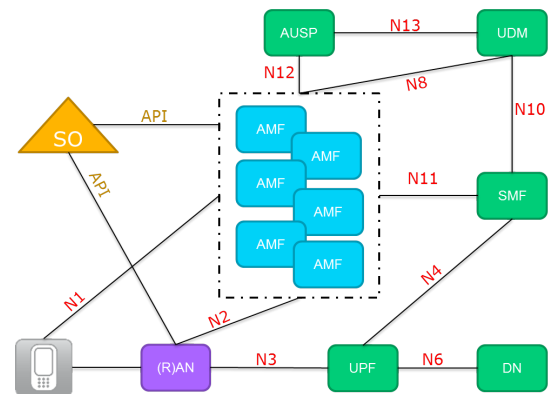 AUSP
N13
UDM
N12
N8
N10
API
SO
AMF
AMF
AMF
AMF
AMF
AMF
API
N11
SMF
N1
N2
N4
(R)AN
N3
UPF
N6
DN